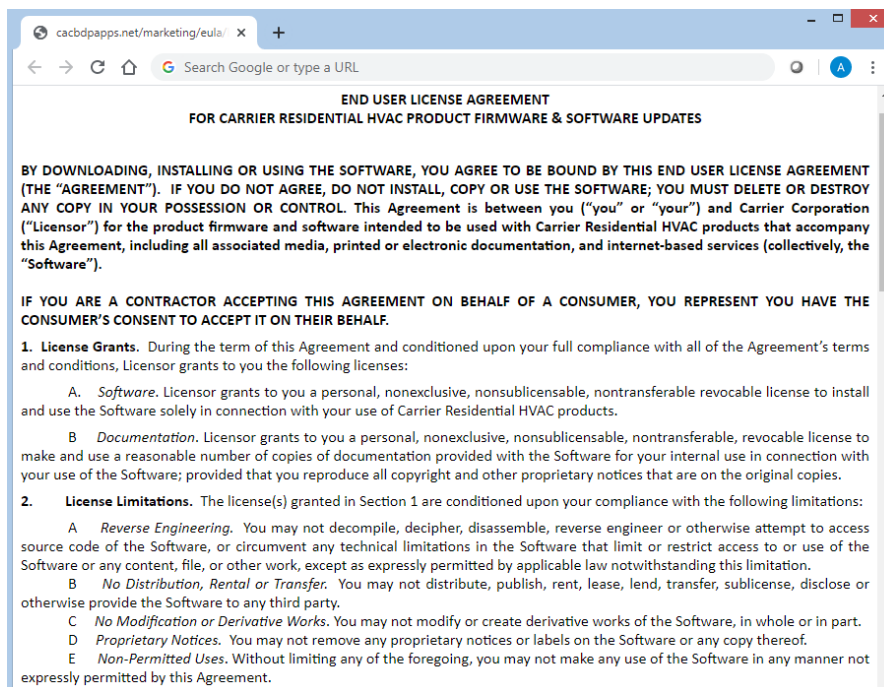 cacbdpapps.net/marketing/eula/
Search Google or type a URL
A
END USER LICENSE AGREEMENT
FOR CARRIER RESIDENTIAL HVAC PRODUCT FIRMWARE & SOFTWARE UPDATES
BY DOWNLOADING, INSTALLING OR USING THE SOFTWARE, YOU AGREE TO BE BOUND BY THIS END USER LICENSE AGREEMENT
(THE “AGREEMENT”). IF YOU DO NOT AGREE, DO NOT INSTALL, COPY OR USE THE SOFTWARE; YOU MUST DELETE OR DESTROY
ANY COPY IN YOUR POSSESSION OR CONTROL. This Agreement is between you (“you” or “your”) and Carrier Corporation
(“Licensor”) for the product firmware and software intended to be used with Carrier Residential HVAC products that accompany
this Agreement, including all associated media, printed or electronic documentation, and internet-based services (collectively, the
“Software”).
IF YOU ARE A CONTRACTOR ACCEPTING THIS AGREEMENT ON BEHALF OF A CONSUMER, YOU REPRESENT YOU HAVE THE
CONSUMER’S CONSENT TO ACCEPT IT ON THEIR BEHALF.
1. License Grants. During the term of this Agreement and conditioned upon your full compliance with all of the Agreement’s terms
and conditions, Licensor grants to you the following licenses:
A. Software. Licensor grants to you a personal, nonexclusive, nonsublicensable, nontransferable revocable license to install
and use the Software solely in connection with your use of Carrier Residential HVAC products.
B Documentation. Licensor grants to you a personal, nonexclusive, nonsublicensable, nontransferable, revocable license to
make and use a reasonable number of copies of documentation provided with the Software for your internal use in connection with
your use of the Software; provided that you reproduce all copyright and other proprietary notices that are on the original copies.
2. License Limitations. The license(s) granted in Section 1 are conditioned upon your compliance with the following limitations:
A Reverse Engineering. You may not decompile, decipher, disassemble, reverse engineer or otherwise attempt to access
source code of the Software, or circumvent any technical limitations in the Software that limit or restrict access to or use of the
Software or any content, file, or other work, except as expressly permitted by applicable law notwithstanding this limitation.
B No Distribution, Rental or Transfer. You may not distribute, publish, rent, lease, lend, transfer, sublicense, disclose or
otherwise provide the Software to any third party.
C No Modification or Derivative Works. You may not modify or create derivative works of the Software, in whole or in part.
D Proprietary Notices. You may not remove any proprietary notices or labels on the Software or any copy thereof.
E Non-Permitted Uses. Without limiting any of the foregoing, you may not make any use of the Software in any manner not
expressly permitted by this Agreement.